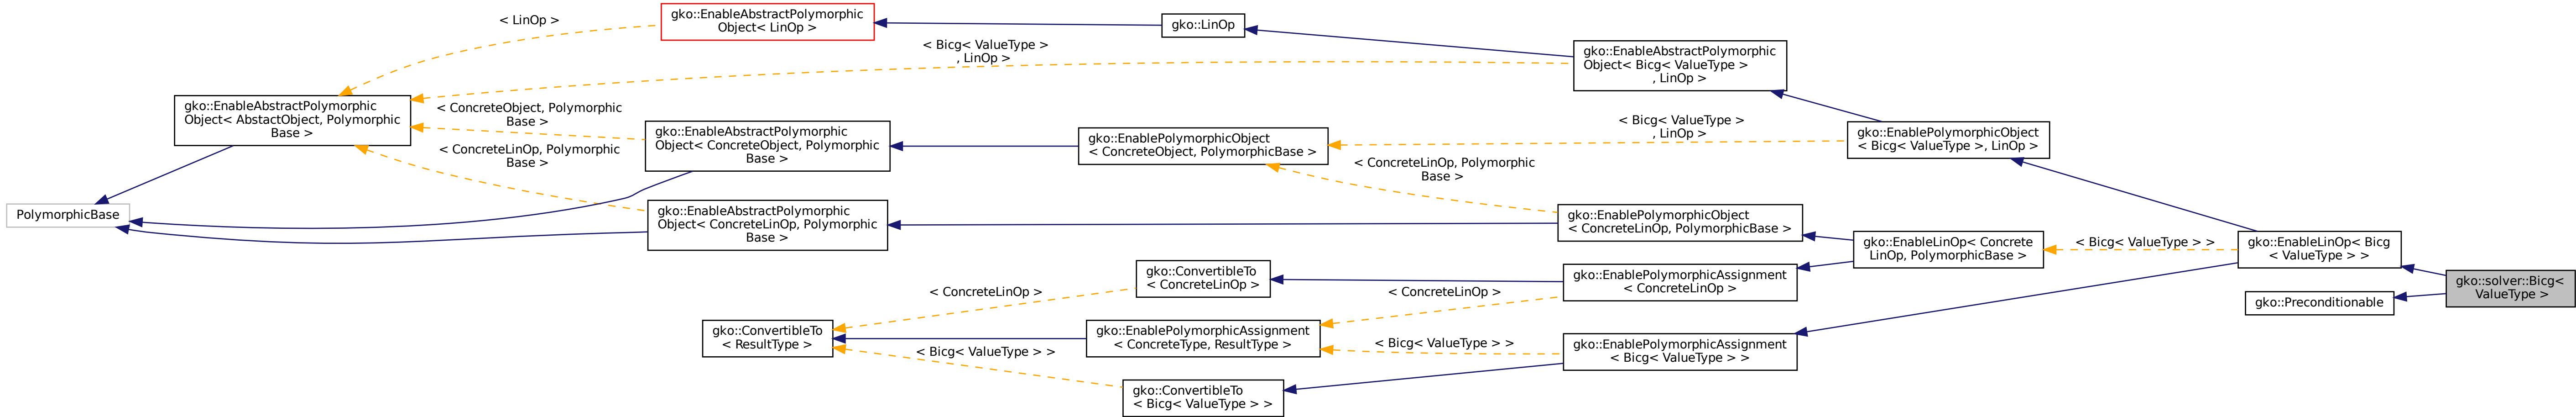 PolymorphicBase
gko::EnableAbstractPolymorphic
Object< AbstactObject, Polymorphic
Base >
< LinOp >
gko::EnableAbstractPolymorphic
Object< LinOp >
< Bicg< ValueType >
, LinOp >
< ConcreteObject, Polymorphic
Base >
< ConcreteLinOp, Polymorphic
Base >
gko::EnableAbstractPolymorphic
Object< ConcreteObject, Polymorphic
Base >
gko::EnableAbstractPolymorphic
Object< ConcreteLinOp, Polymorphic
Base >
gko::ConvertibleTo
< ResultType >
gko::LinOp
gko::EnablePolymorphicObject
< ConcreteObject, PolymorphicBase >
< ConcreteLinOp >
gko::ConvertibleTo
< ConcreteLinOp >
gko::EnablePolymorphicAssignment
< ConcreteType, ResultType >
< Bicg< ValueType > >
gko::ConvertibleTo
< Bicg< ValueType > >
gko::EnableAbstractPolymorphic
Object< Bicg< ValueType >
, LinOp >
< Bicg< ValueType >
, LinOp >
< ConcreteLinOp, Polymorphic
Base >
gko::EnablePolymorphicObject
< ConcreteLinOp, PolymorphicBase >
gko::EnablePolymorphicAssignment
< ConcreteLinOp >
< ConcreteLinOp >
< Bicg< ValueType > >
gko::EnablePolymorphicAssignment
< Bicg< ValueType > >
gko::EnablePolymorphicObject
< Bicg< ValueType >, LinOp >
gko::EnableLinOp< Concrete
LinOp, PolymorphicBase >
< Bicg< ValueType > >
gko::EnableLinOp< Bicg
< ValueType > >
gko::Preconditionable
gko::solver::Bicg<
ValueType >